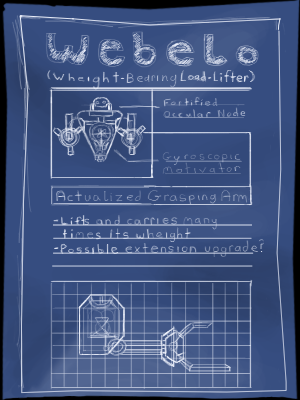 WeBeLo
(Wheight-Bearing Load-Lifter)
Fortified
Occular Node
Gyroscopic
motivator
Actualized Grasping Arm
-Lifts and carries many
times its wheight
-Possible extension upgrade?